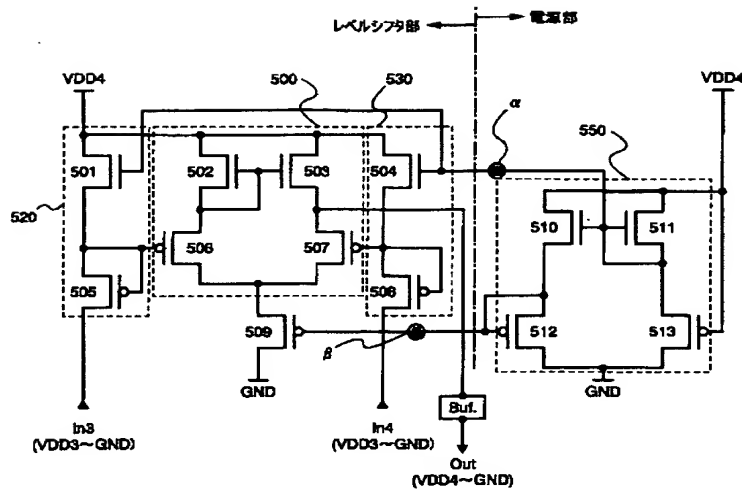 レベルシフタ部
電源部
VDD4
500
530
α
VDD4
550
501
502
503
504
520
510
511
506
507
505
508
509
512
513
β
GND
GND
Buf.
In3
(VDD3~GND)
In4
(VDD3~GND)
Out
(VDD4~GND)